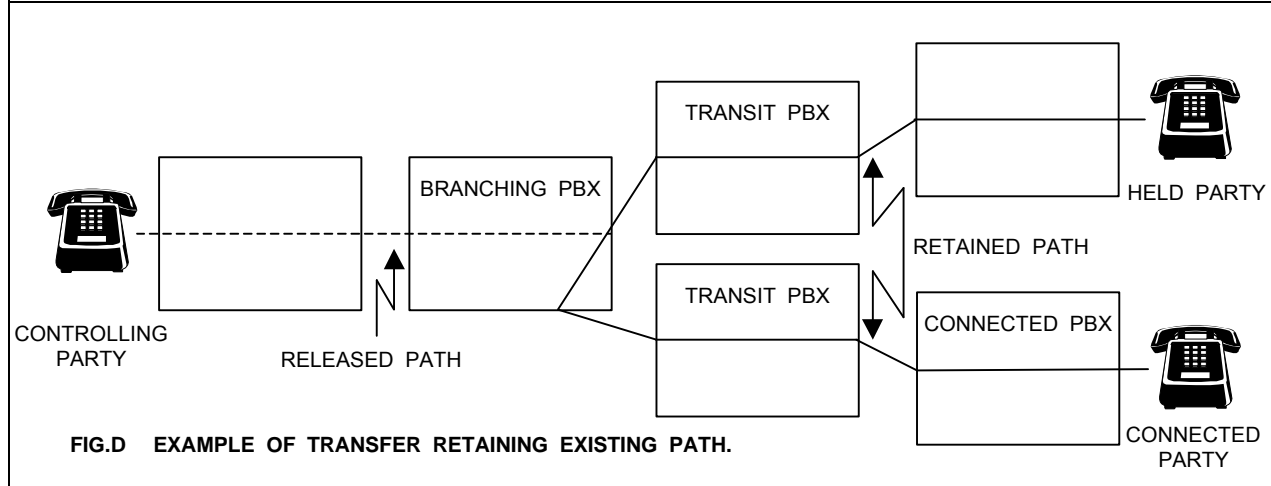 TRANSIT PBX
BRANCHING PBX
HELD PARTY
RETAINED PATH
TRANSIT PBX
CONNECTED PBX
CONTROLLING
PARTY
RELEASED PATH
CONNECTED
PARTY
FIG.D EXAMPLE OF TRANSFER RETAINING EXISTING PATH.